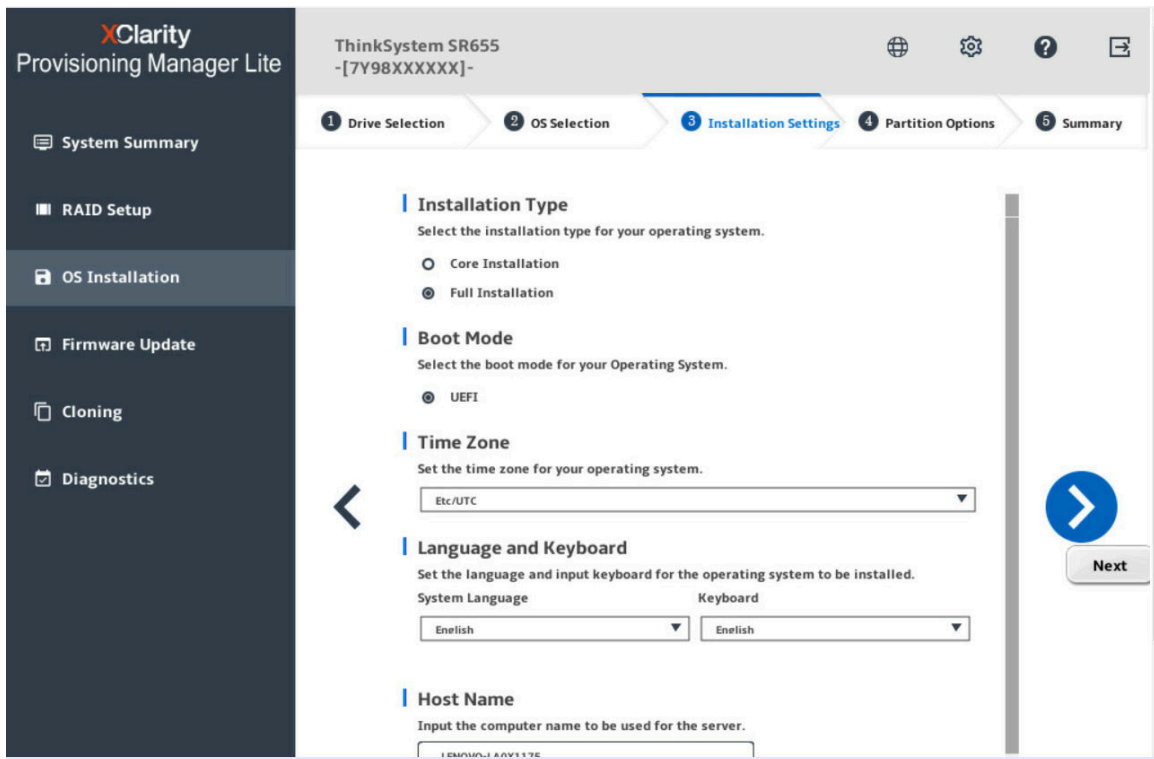 XClarity
Provisioning Manager Lite
System Summary
RAID Setup
OS Installation
Firmware Update
Cloning
Diagnostics
ThinkSystem SR655
-[7Y98XXXXXX]-
1 Drive Selection
2 OS Selection
3 Installation Settings
4 Partition Options
5 Summary
Installation Type
Select the installation type for your operating system.
Core Installation
Full Installation
Boot Mode
Select the boot mode for your Operating System.
UEFI
Time Zone
Set the time zone for your operating system.
Etc/UTC
Language and Keyboard
Set the language and input keyboard for the operating system to be installed.
System Language Keyboard
English English
Host Name
Input the computer name to be used for the server.
Next